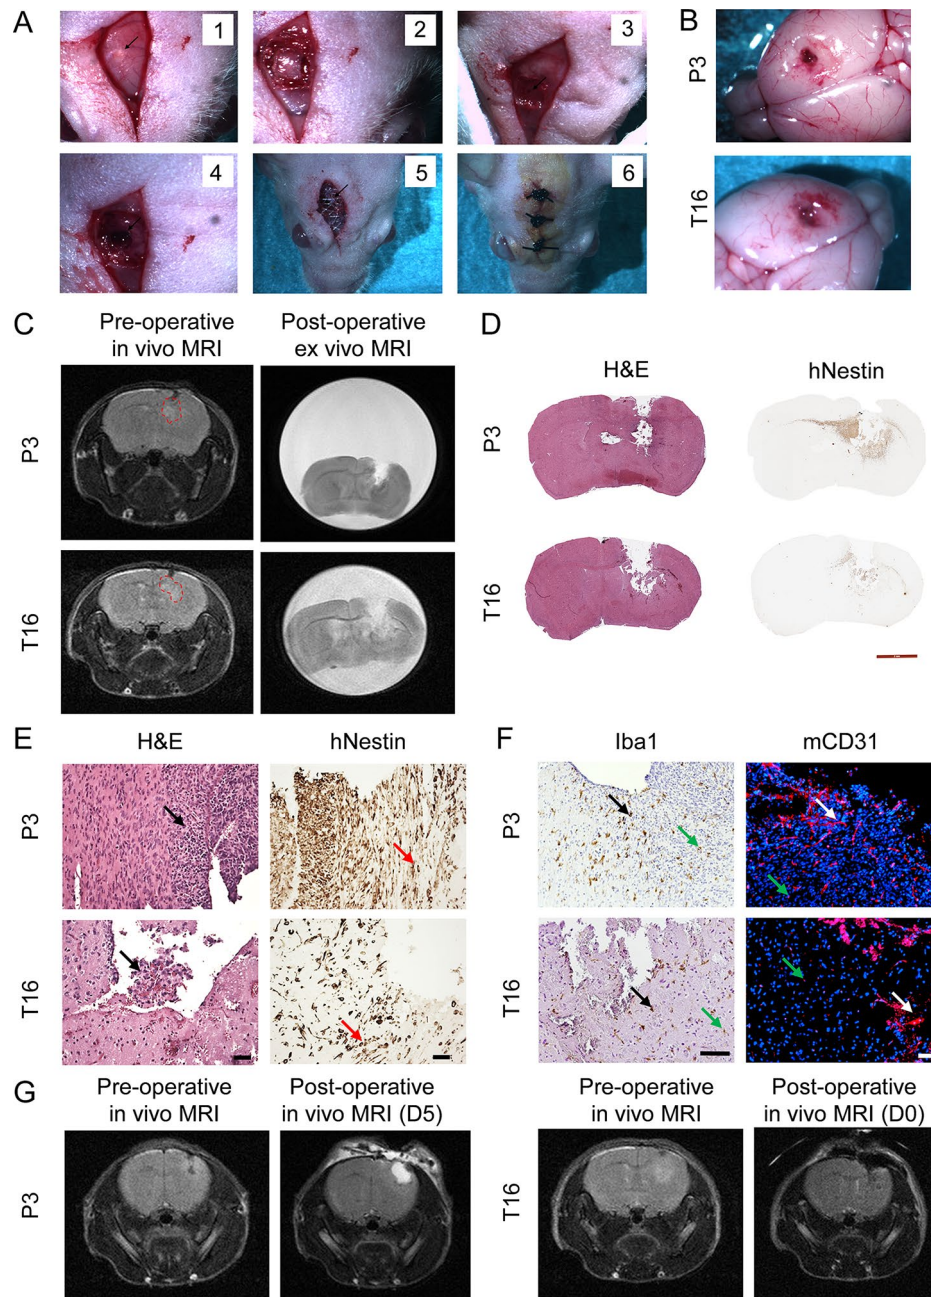 A
1
2
3
4
5
6
B
P3
T16
C
Pre-operative
in vivo MRI
Post-operative
ex vivo MRI
P3
T16
D
H&E
hNestin
P3
T16
E
H&E
hNestin
P3
T16
F
Iba1
mCD31
P3
T16
G
Pre-operative
in vivo MRI
Post-operative
in vivo MRI (D5)
P3
Pre-operative
in vivo MRI
Post-operative
in vivo MRI (D0)
T16